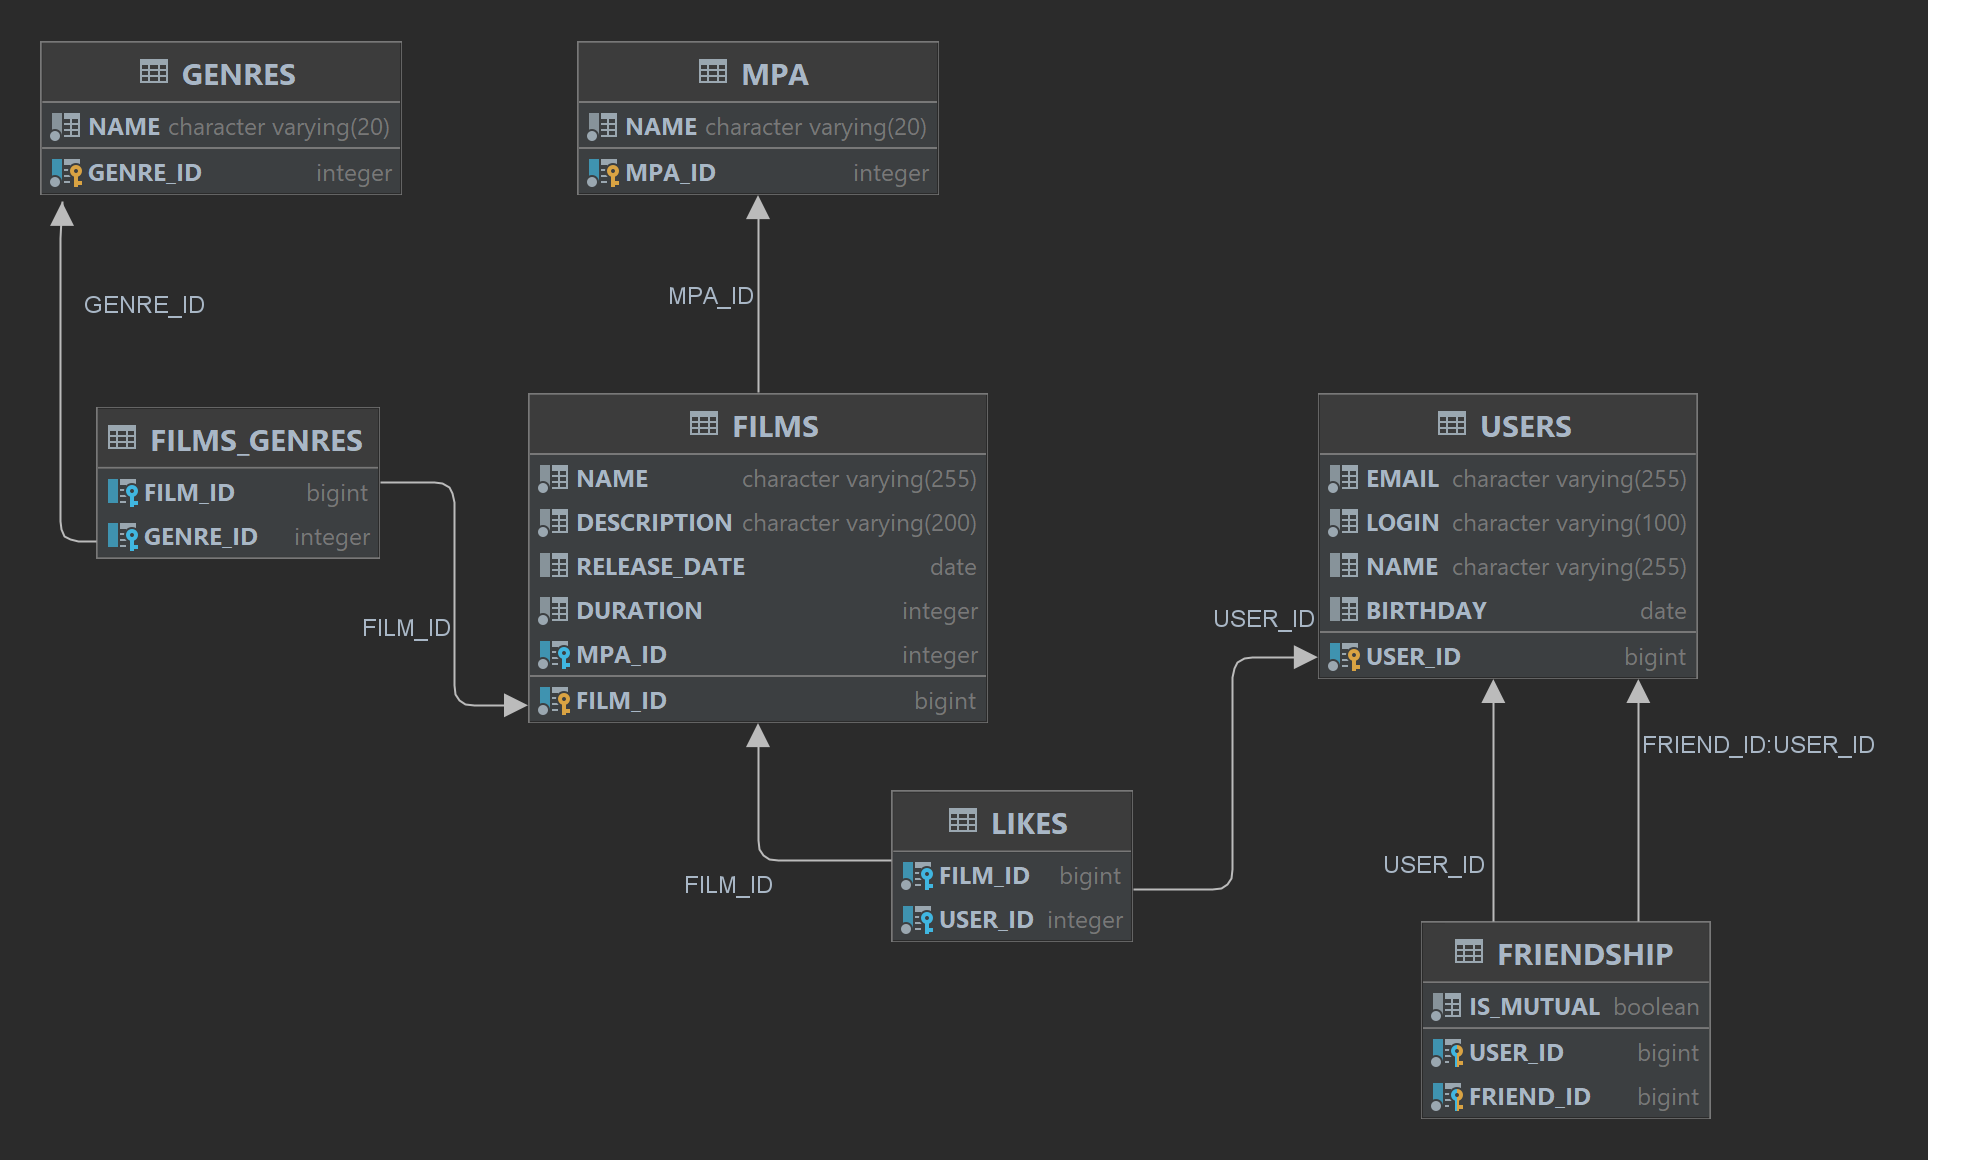 GENRES
NAME character varying(20)
GENRE_ID integer
MPA
NAME character varying(20)
MPA_ID integer
GENRE_ID
MPA_ID
FILMS_GENRES
FILM_ID bigint
GENRE_ID integer
FILM_ID
FILMS
NAME character varying(255)
DESCRIPTION character varying(200)
RELEASE_DATE date
DURATION integer
MPA_ID integer
FILM_ID bigint
USERS
EMAIL character varying(255)
LOGIN character varying(100)
NAME character varying(255)
BIRTHDAY date
USER_ID bigint
USER_ID
FRIEND_ID:USER_ID
FILM_ID
LIKES
FILM_ID bigint
USER_ID integer
USER_ID
FRIENDSHIP
IS_MUTUAL boolean
USER_ID bigint
FRIEND_ID bigint